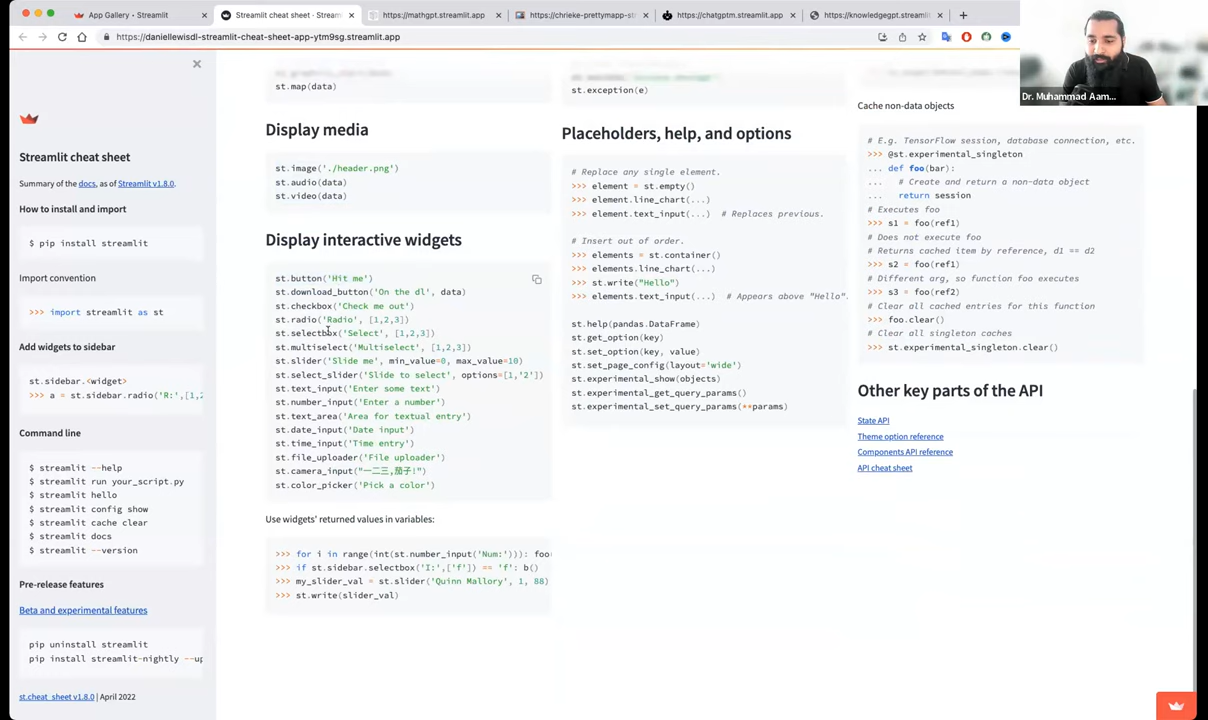 App Gallery • Streamlit
Streamlit cheat sheet · Stream
https://mathgpt.streamlit.app
https://chrieke-prettymapp-st
https://chatgptm.streamlit.app
https://knowledgegpt.streamlit
https://daniellewisdl-streamlit-cheat-sheet-app-ytm9sg.streamlit.app
Dr. Muhammad Aam...
Streamlit cheat sheet
Summary of the docs, as of Streamlit v1.8.0.
How to install and import
$ pip install streamlit
Import convention
>>> import streamlit as st
Add widgets to sidebar
st.sidebar.<widget>
>>> a = st.sidebar.radio('R:',[1,2
Command line
$ streamlit --help
$ streamlit run your_script.py
$ streamlit hello
$ streamlit config show
$ streamlit cache clear
$ streamlit docs
$ streamlit --version
Pre-release features
Beta and experimental features
pip uninstall streamlit
pip install streamlit-nightly --up
st.cheat_sheet v1.8.0 | April 2022
st.map(data)
Display media
st.image('./header.png')
st.audio(data)
st.video(data)
Display interactive widgets
st.button('Hit me')
st.download_button('On the dl', data)
st.checkbox('Check me out')
st.radio('Radio', [1,2,3])
st.selectbox('Select', [1,2,3])
st.multiselect('Multiselect', [1,2,3])
st.slider('Slide me', min_value=0, max_value=10)
st.select_slider('Slide to select', options=[1,'2'])
st.text_input('Enter some text')
st.number_input('Enter a number')
st.text_area('Area for textual entry')
st.date_input('Date input')
st.time_input('Time entry')
st.file_uploader('File uploader')
st.camera_input("一二三,茄子!")
st.color_picker('Pick a color')
Use widgets' returned values in variables:
>>> for i in range(int(st.number_input('Num:'))): foo(
>>> if st.sidebar.selectbox('I:',['f']) == 'f': b()
>>> my_slider_val = st.slider('Quinn Mallory', 1, 88)
>>> st.write(slider_val)
st.exception(e)
Placeholders, help, and options
# Replace any single element.
>>> element = st.empty()
>>> element.line_chart(...)
>>> element.text_input(...) # Replaces previous.
# Insert out of order.
>>> elements = st.container()
>>> elements.line_chart(...)
>>> st.write("Hello")
>>> elements.text_input(...) # Appears above "Hello".
st.help(pandas.DataFrame)
st.get_option(key)
st.set_option(key, value)
st.set_page_config(layout='wide')
st.experimental_show(objects)
st.experimental_get_query_params()
st.experimental_set_query_params(**params)
Cache non-data objects
# E.g. TensorFlow session, database connection, etc.
>>> @st.experimental_singleton
... def foo(bar):
... # Create and return a non-data object
... return session
# Executes foo
>>> s1 = foo(ref1)
# Does not execute foo
# Returns cached item by reference, d1 == d2
>>> s2 = foo(ref1)
# Different arg, so function foo executes
>>> s3 = foo(ref2)
# Clear all cached entries for this function
>>> foo.clear()
# Clear all singleton caches
>>> st.experimental_singleton.clear()
Other key parts of the API
State API
Theme option reference
Components API reference
API cheat sheet